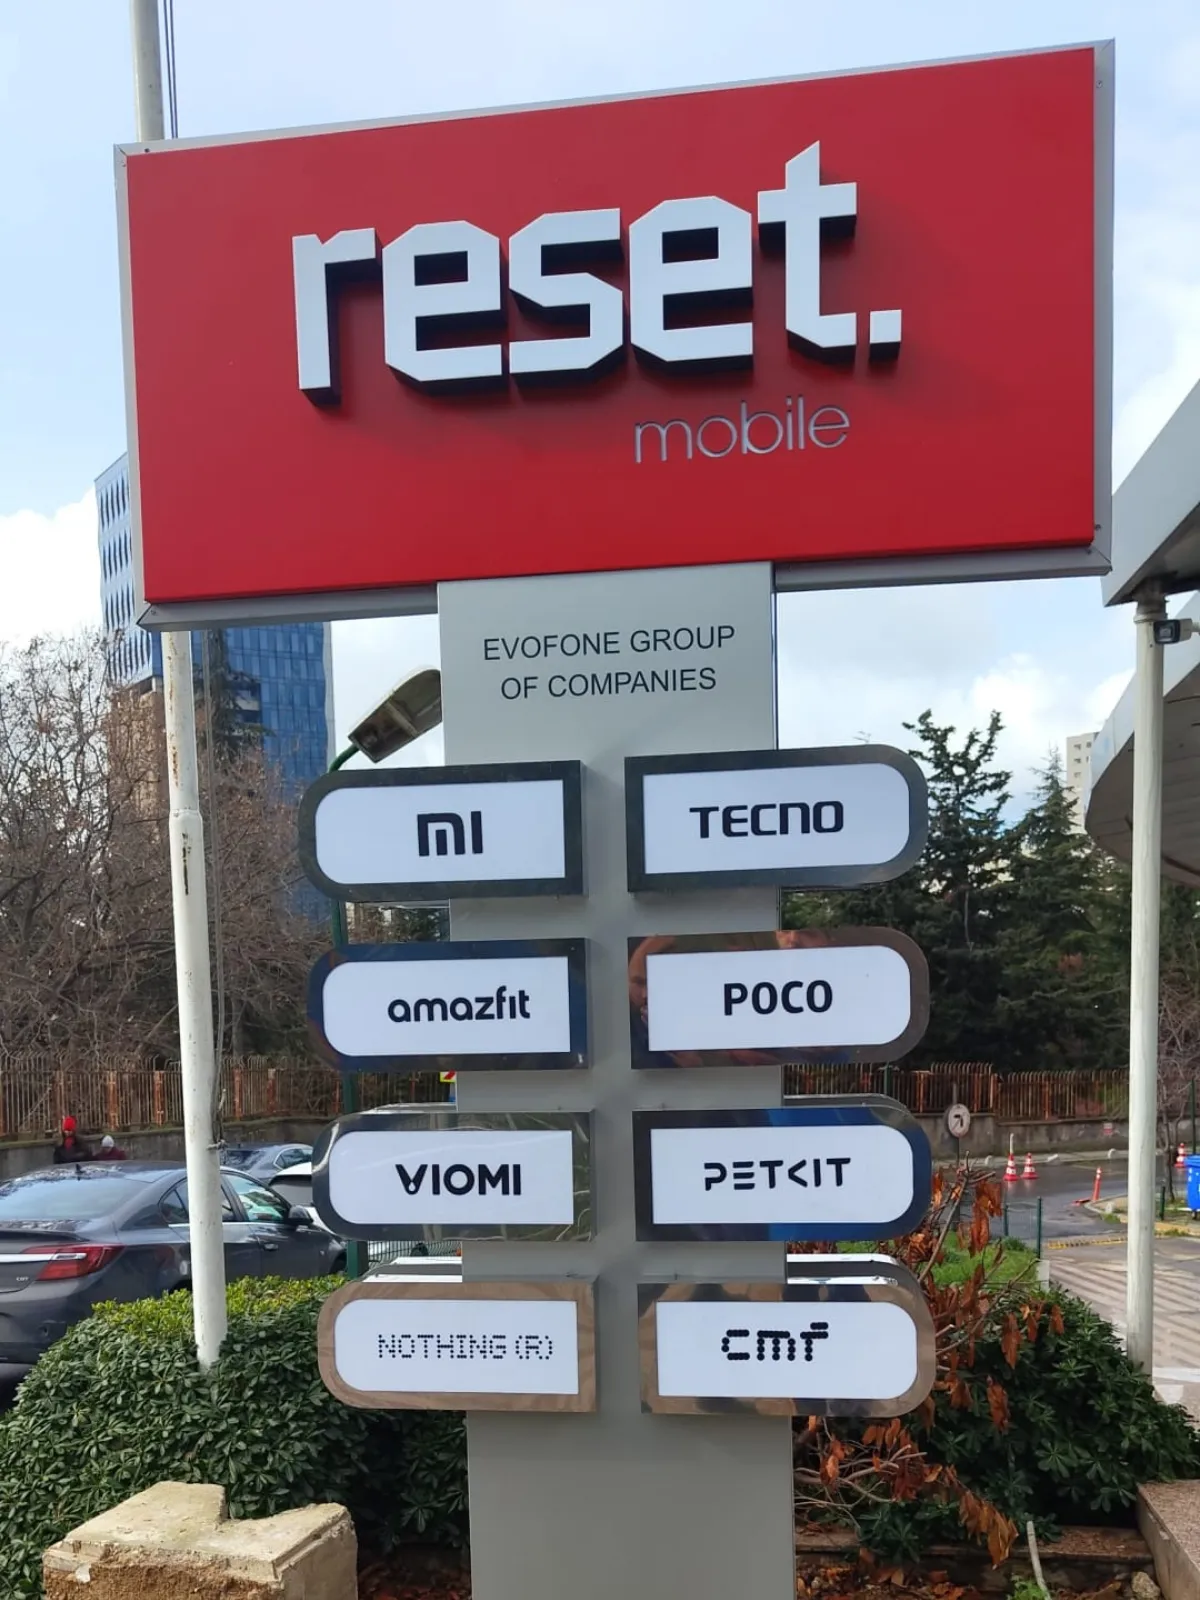 reset.
mobile
EVOFONE GROUP
OF COMPANIES
mi
TECNO
amazfit
POCO
VIOMI
PETKIT
NOTHING (R)
cmf